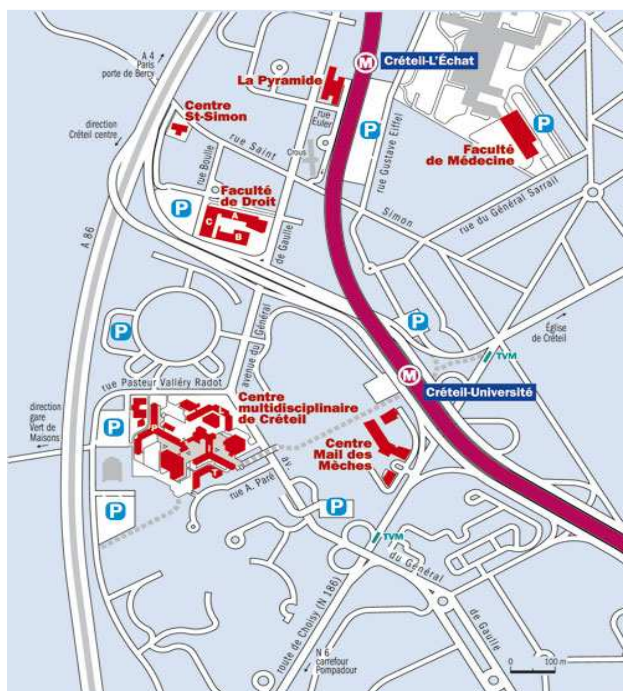 A 4
Paris
porte de Bercy
M
Créteil-L'Échat
La Pyramide
Centre
St-Simon
direction
Créteil centre
rue
Euler
P
P
Faculté
de Médecine
rue Saint
Crous
rue Gustave Eiffel
rue Boulle
Faculté
de Droit
A
C
B
P
Simon
rue du Général Sarrail
de Gaulle
A 86
P
P
Église
de Créteil
TVM
avenue du Général
M
Créteil-Université
rue Pasteur Valléry Radot
Centre
multidisciplinaire
de Créteil
direction
gare
Vert de
Maisons
P
Centre
Mail des
Mèches
av.
rue A. Paré
P
P
TVM
du Général
de Gaulle
route de Choisy (N 186)
N 6
carrefour
Pompadour
0
100 m